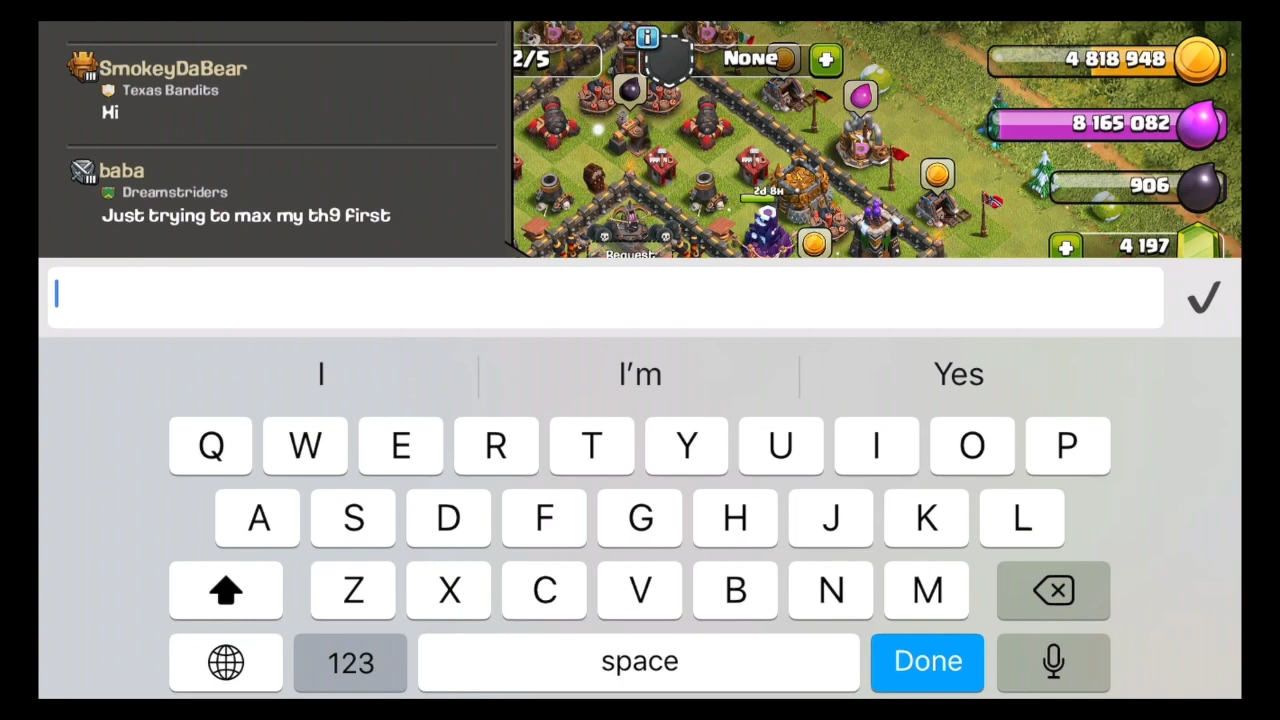 SmokeyDaBear
Texas Bandits
Hi
baba
Dreamstriders
Just trying to max my th9 first
2/5
i
None
4 818 948
8 165 082
906
2d 8H
4 197
Request
I
I'm
Yes
Q W E R T Y U I O P
A S D F G H J K L
Z X C V B N M
123
space
Done